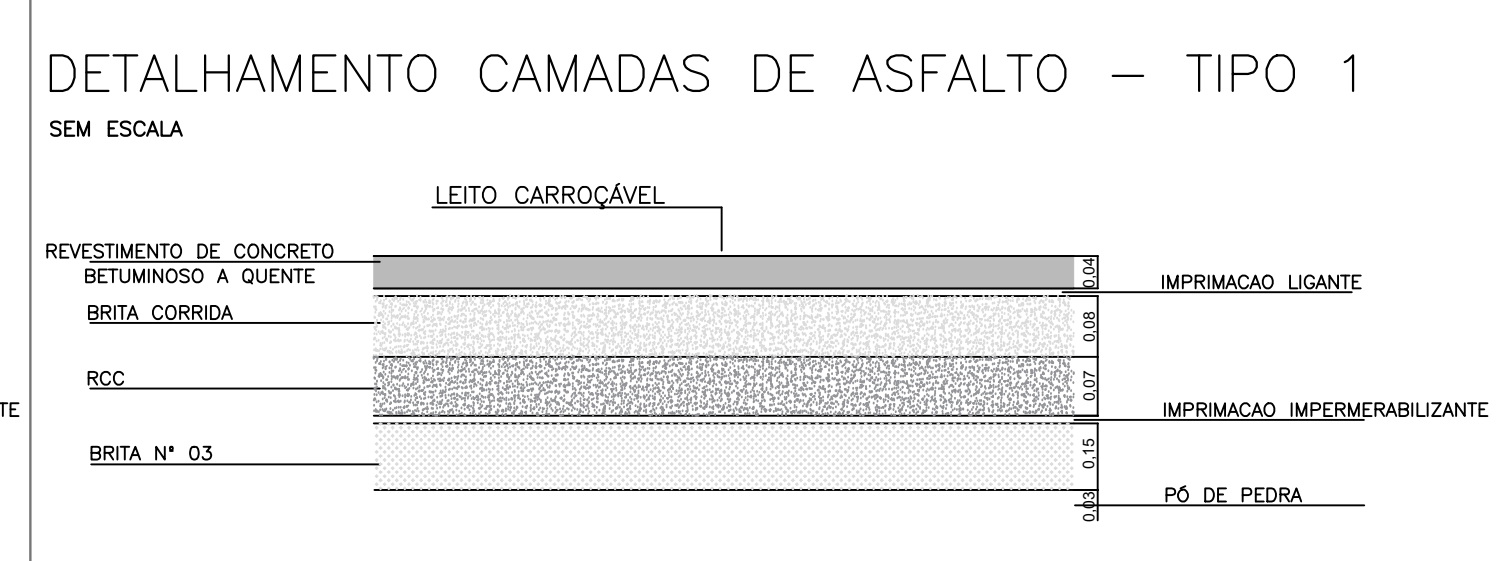 DETALHAMENTO CAMADAS DE ASFALTO – TIPO 1
SEM ESCALA
LEITO CARROÇÁVEL
REVESTIMENTO DE CONCRETO
BETUMINOSO A QUENTE
0,04
IMPRIMACAO LIGANTE
BRITA CORRIDA
0,08
RCC
0,07
TE
IMPRIMACAO IMPERMERABILIZANTE
BRITA Nº 03
0,15
PÓ DE PEDRA
0,03